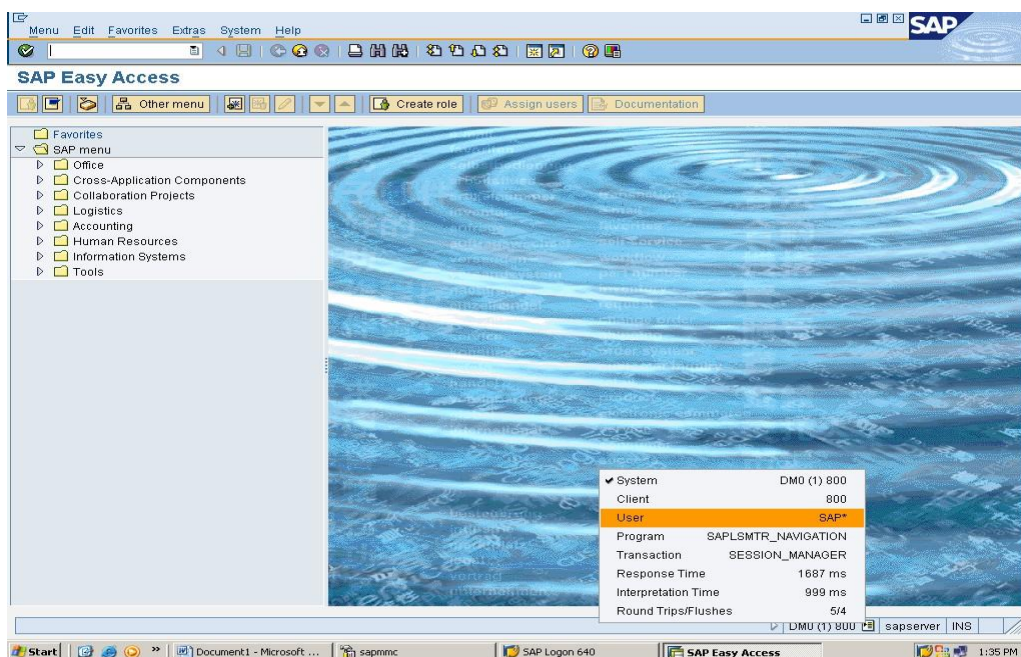 Menu Edit Favorites Extras System Help
SAP
SAP Easy Access
Other menu Create role Assign users Documentation
Favorites
SAP menu
Office
Cross-Application Components
Collaboration Projects
Logistics
Accounting
Human Resources
Information Systems
Tools
System DM0 (1) 800
Client 800
User SAP*
Program SAPLSMTR_NAVIGATION
Transaction SESSION_MANAGER
Response Time 1687 ms
Interpretation Time 999 ms
Round Trips/Flushes 5/4
DM0 (1) 800 sapserver INS
Start » Document1 - Microsoft ... sapmmc SAP Logon 640 SAP Easy Access 1:35 PM